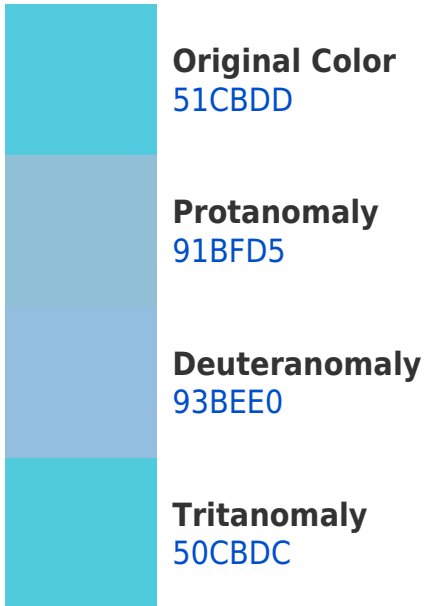 Original Color
51CBDD
Protanomaly
91BFD5
Deuteranomaly
93BEE0
Tritanomaly
50CBDC